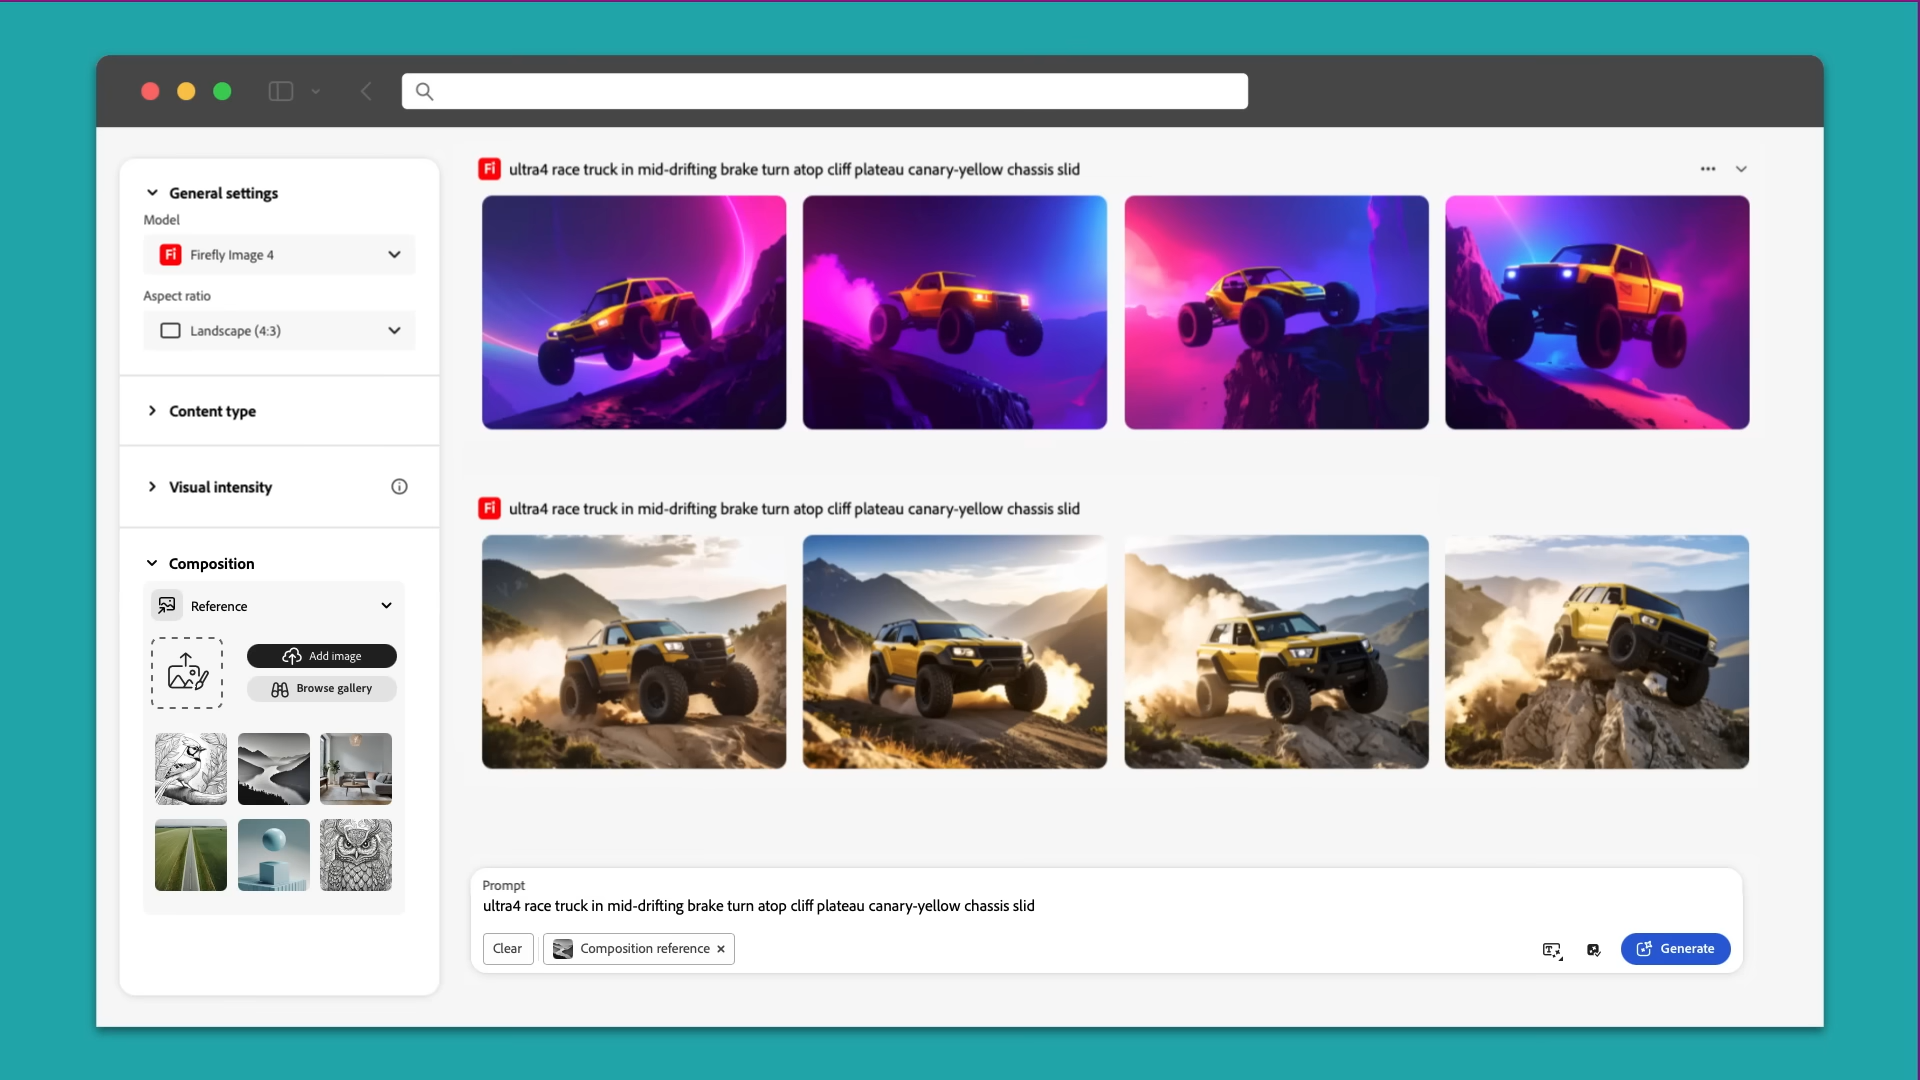 General settings
Model
Fi Firefly Image 4
Aspect ratio
Landscape (4:3)
Content type
Visual intensity
Composition
Reference
Add image
Browse gallery
Fi ultra4 race truck in mid-drifting brake turn atop cliff plateau canary-yellow chassis slid
Fi ultra4 race truck in mid-drifting brake turn atop cliff plateau canary-yellow chassis slid
Prompt
ultra4 race truck in mid-drifting brake turn atop cliff plateau canary-yellow chassis slid
Clear
Composition reference
Generate